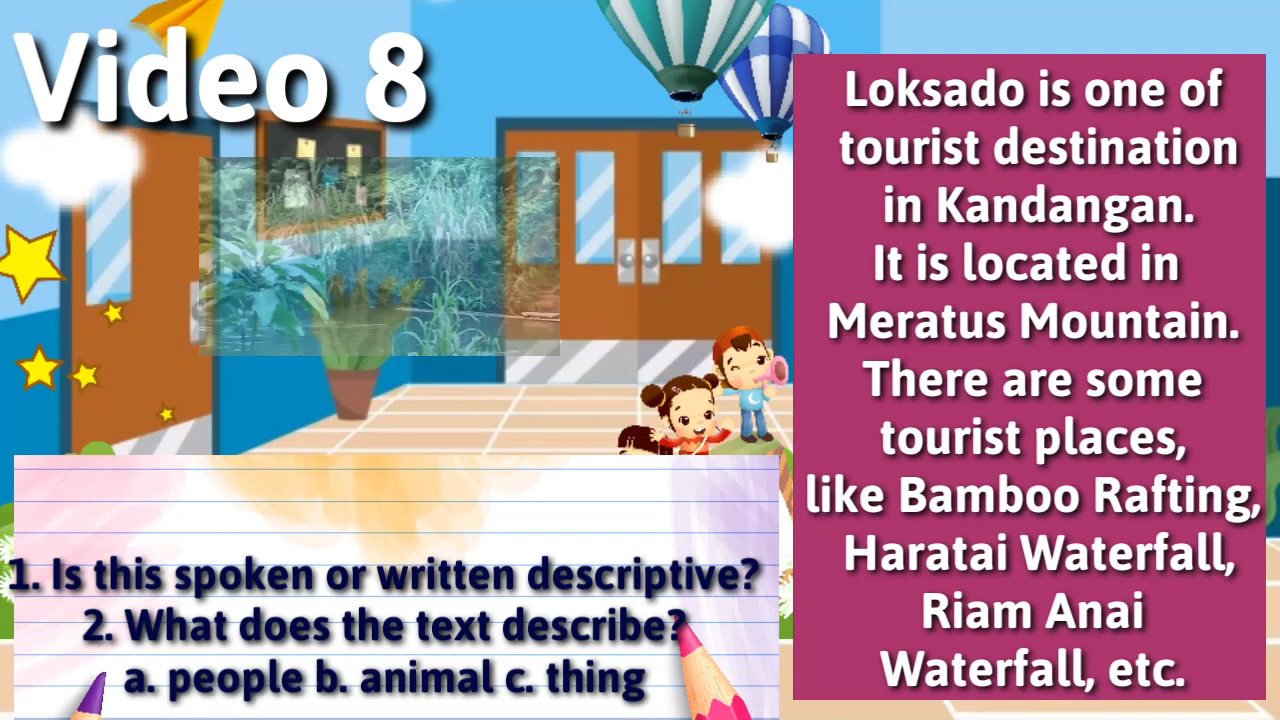 Video 8
Loksado is one of
tourist destination
in Kandangan.
It is located in
Meratus Mountain.
There are some
tourist places,
like Bamboo Rafting,
Haratai Waterfall,
Riam Anai
Waterfall, etc.
1. Is this spoken or written descriptive?
2. What does the text describe?
a. people b. animal c. thing